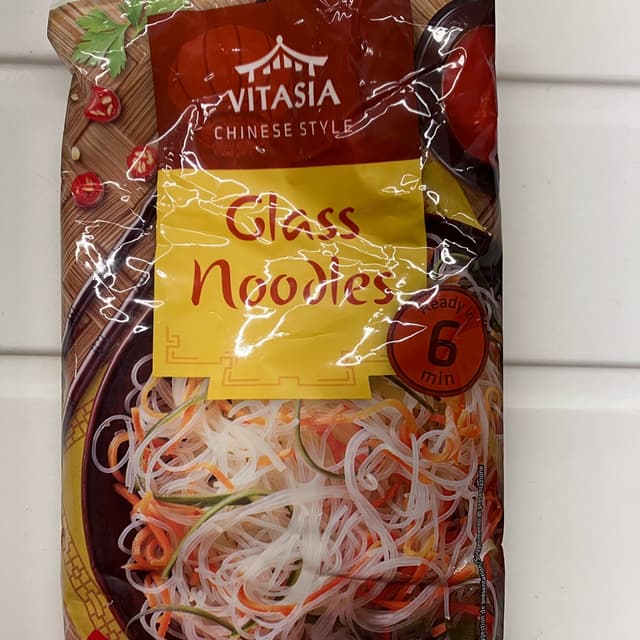 VITASIA
CHINESE STYLE
Glass
Noodles
Ready in
6
min